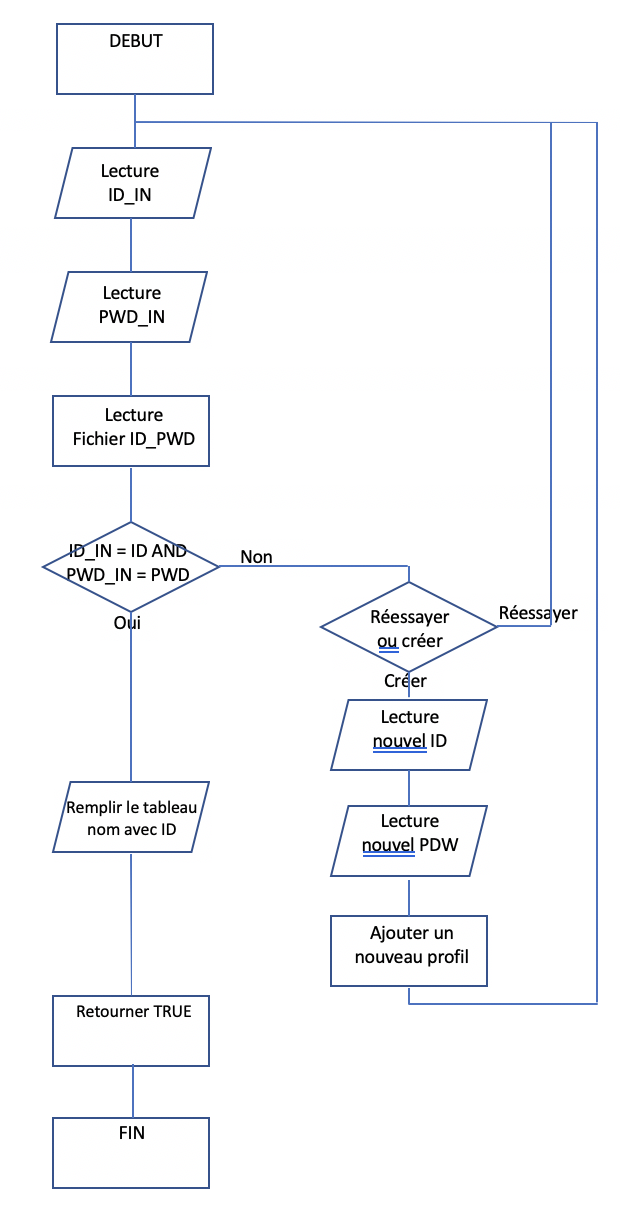 DEBUT
Lecture
ID_IN
Lecture
PWD_IN
Lecture
Fichier ID_PWD
ID_IN = ID AND
PWD_IN = PWD
Non
Oui
Réessayer
ou créer
Réessayer
Créer
Lecture
nouvel ID
Lecture
nouvel PDW
Ajouter un
nouveau profil
Remplir le tableau
nom avec ID
Retourner TRUE
FIN